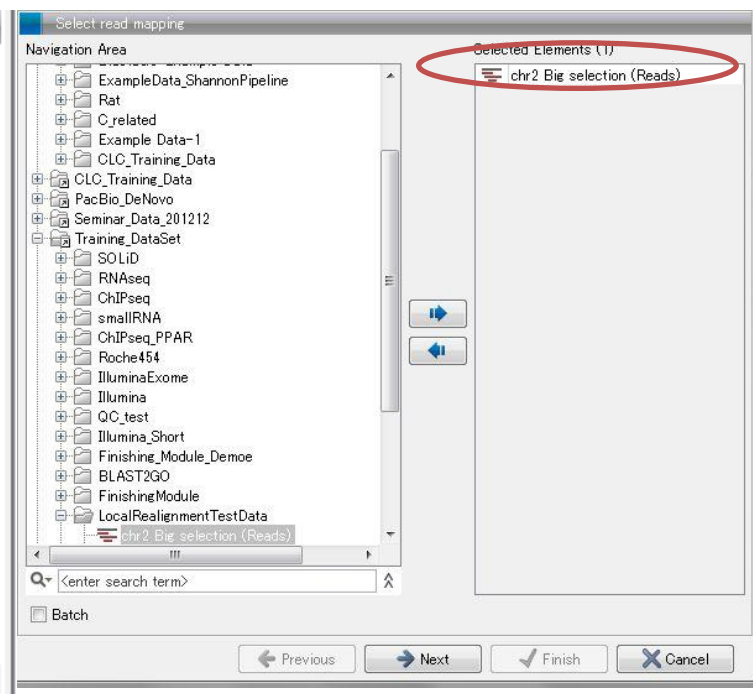 Select read mapping
Navigation Area
Selected Elements (1)
ExampleData_ShannonPipeline
Rat
C_related
Example Data-1
CLC_Training_Data
CLC_Training_Data
PacBio_DeNovo
Seminar_Data_201212
Training_DataSet
SOLiD
RNAseq
ChIPseq
smallRNA
ChIPseq_PPAR
Roche454
IlluminaExome
Illumina
QC_test
Illumina_Short
Finishing_Module_Demoe
BLAST2GO
FinishingModule
LocalRealignmentTestData
chr2 Big selection (Reads)
<enter search term>
Batch
chr2 Big selection (Reads)
Previous
Next
Finish
Cancel